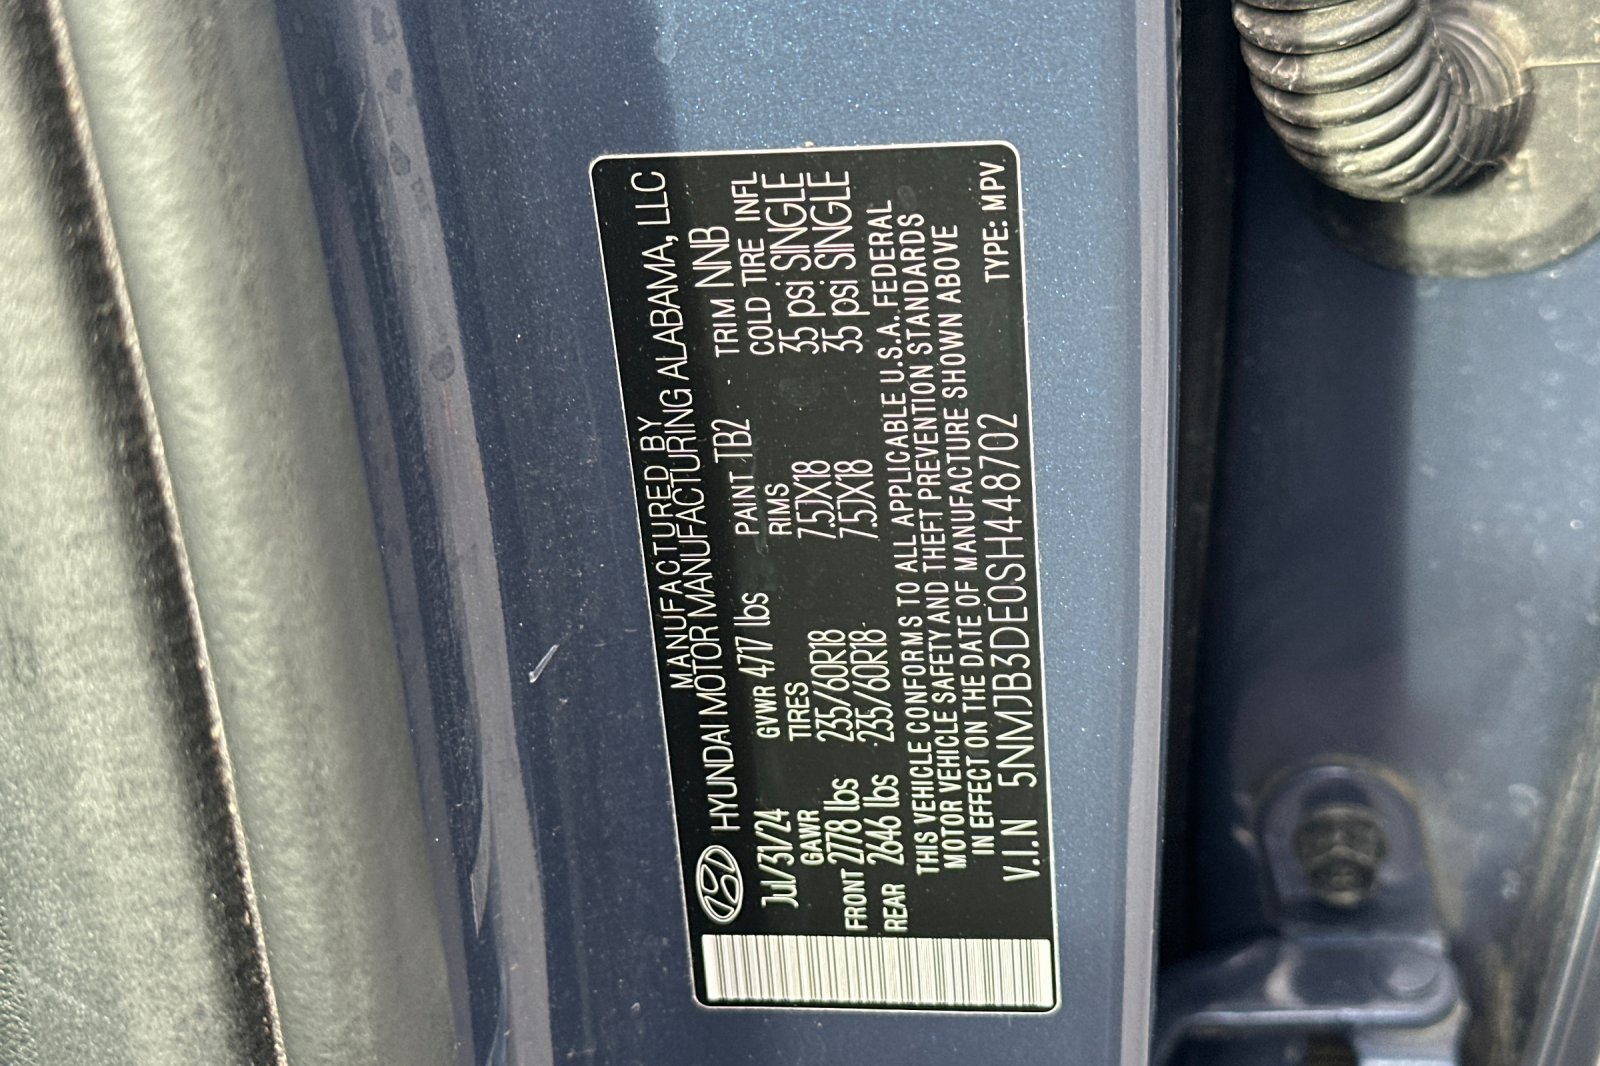 MANUFACTURED BY
HYUNDAI MOTOR MANUFACTURING ALABAMA, LLC
Jul/31/24 GVWR 4717 lbs PAINT TB2 TRIM NNB
GAWR TIRES RIMS COLD TIRE INFL
FRONT 2778 lbs 235/60R18 7.5JX18 35 psi SINGLE
REAR 2646 lbs 235/60R18 7.5JX18 35 psi SINGLE
THIS VEHICLE CONFORMS TO ALL APPLICABLE U.S.A. FEDERAL
MOTOR VEHICLE SAFETY AND THEFT PREVENTION STANDARDS
IN EFFECT ON THE DATE OF MANUFACTURE SHOWN ABOVE
V.I.N 5NMJB3DE0SH448702 TYPE: MPV